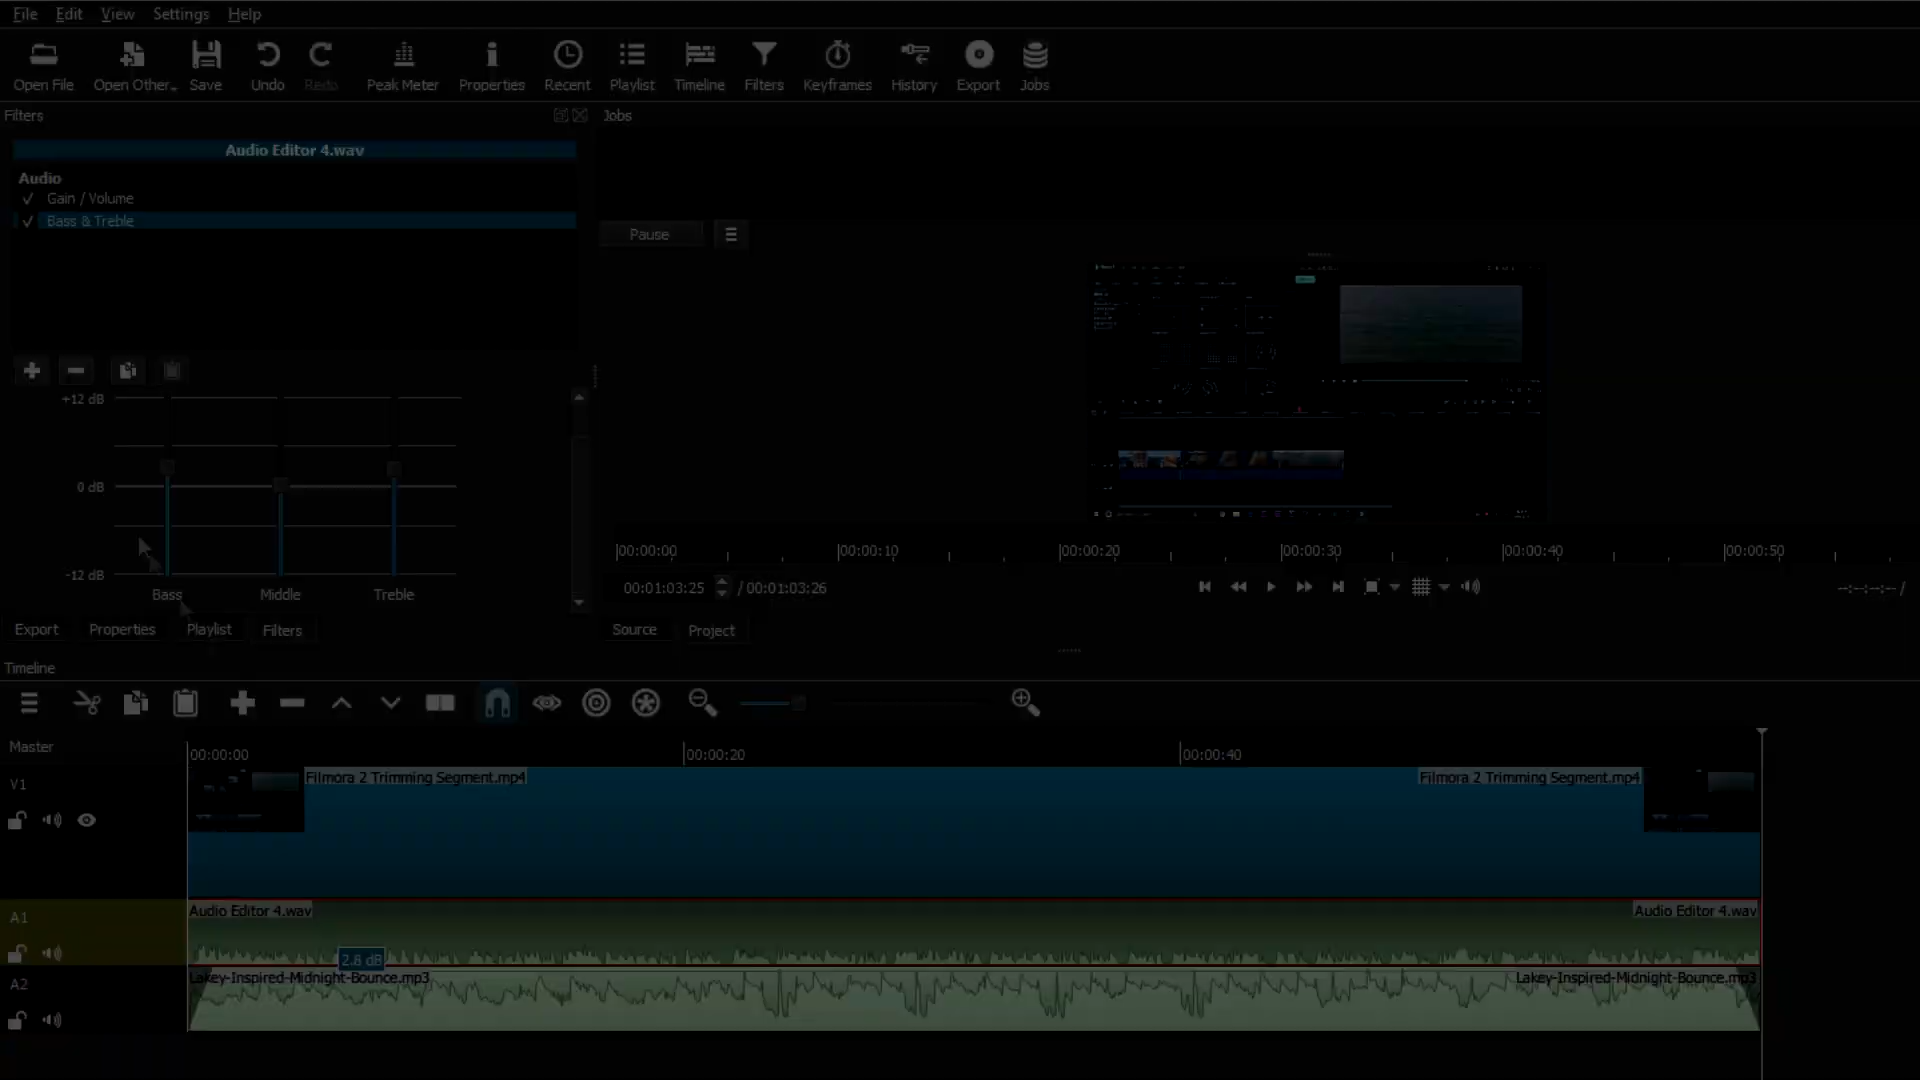 File Edit View Settings Help
Open File Open Other... Save Undo Redo Peak Meter Properties Recent Playlist Timeline Filters Keyframes History Export Jobs
Filters
Jobs
Audio Editor 4.wav
Audio
✓ Gain / Volume
✓ Bass & Treble
Pause
+12 dB
0 dB
-12 dB
Bass Middle Treble
00:00:00 00:00:10 00:00:20 00:00:30 00:00:40 00:00:50
00:01:03:25 / 00:01:03:26
--:--:--:-- /
Export Properties Playlist Filters
Source Project
Timeline
Master
00:00:00 00:00:20 00:00:40
V1
Filmora 2 Trimming Segment.mp4 Filmora 2 Trimming Segment.mp4
A1
Audio Editor 4.wav Audio Editor 4.wav
2.8 dB
A2
Lakey-Inspired-Midnight-Bounce.mp3 Lakey-Inspired-Midnight-Bounce.mp3